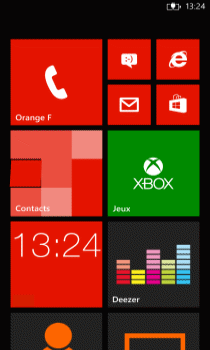 13:24
Orange F
Contacts
XBOX
Jeux
13:24
Deezer